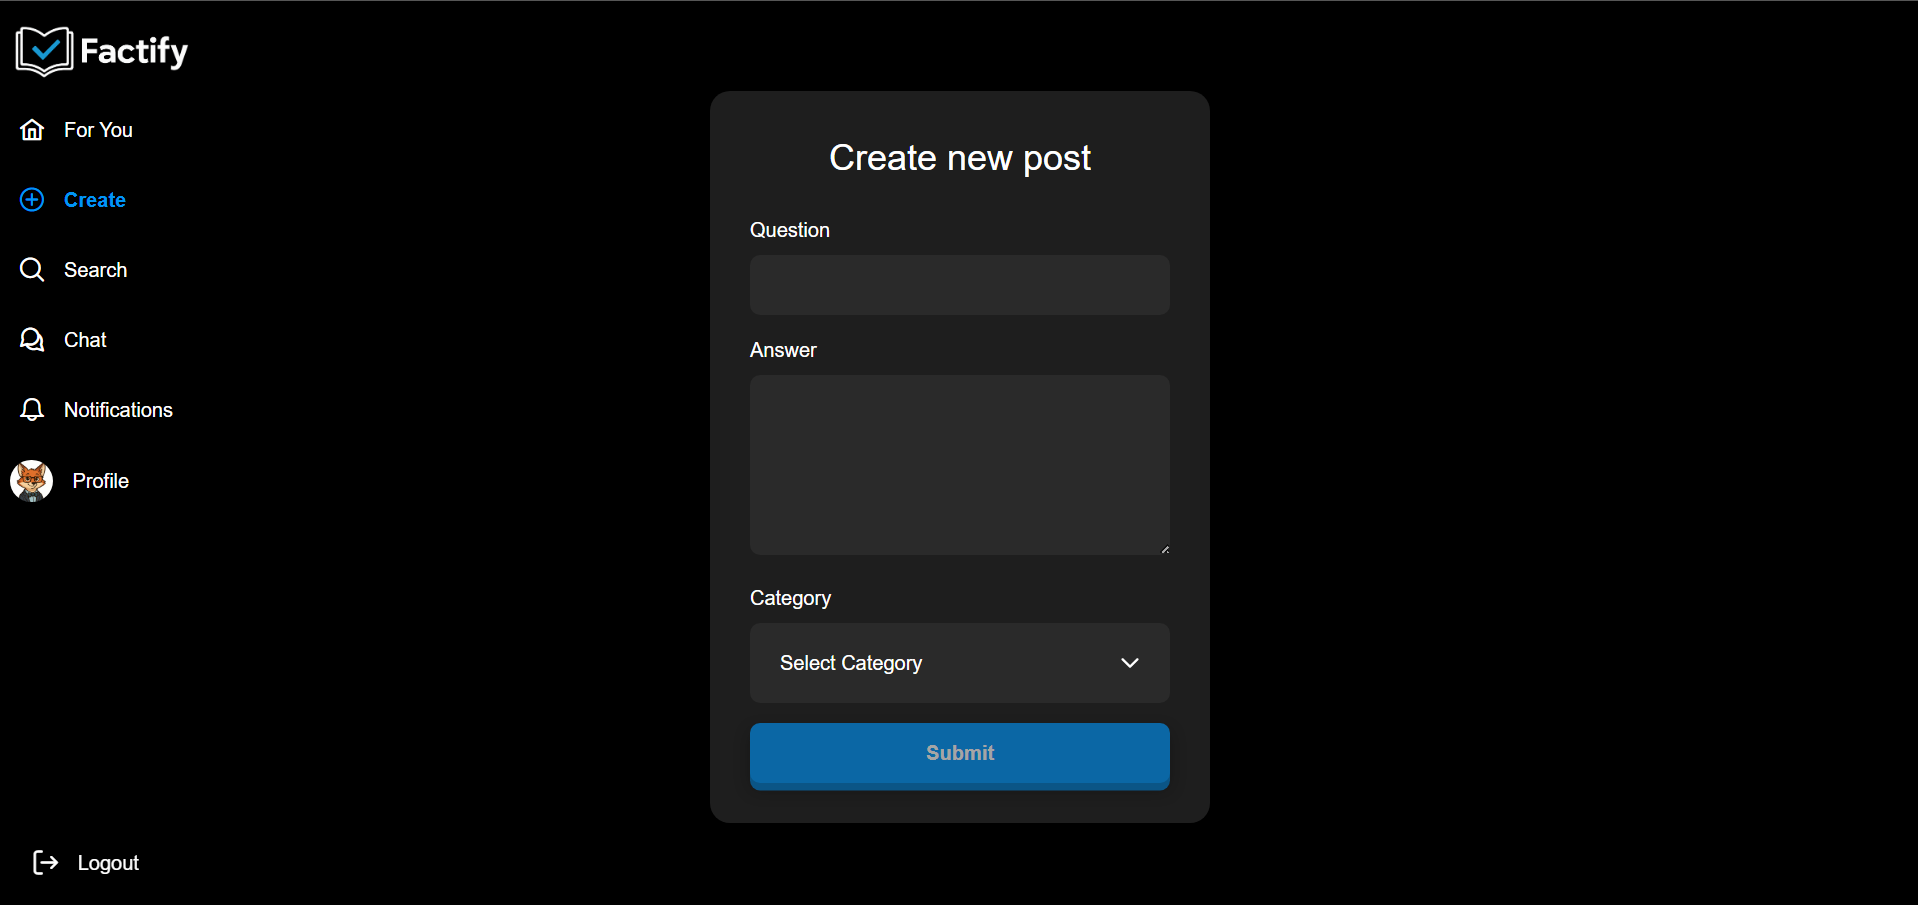 Factify
For You
Create
Search
Chat
Notifications
Profile
Logout
Create new post
Question
Answer
Category
Select Category
Submit